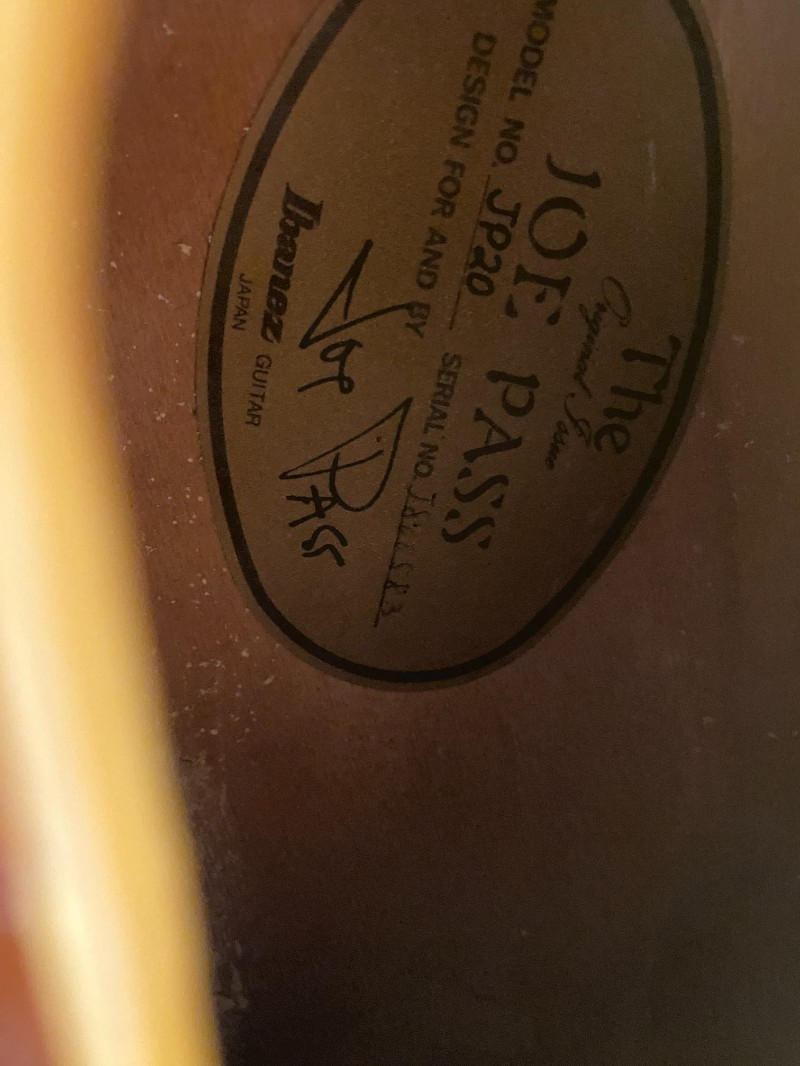 The
Original Series
JOE PASS
MODEL NO. JP20 SERIAL NO.
DESIGN FOR AND BY
Joe Pass
Ibanez GUITAR
JAPAN